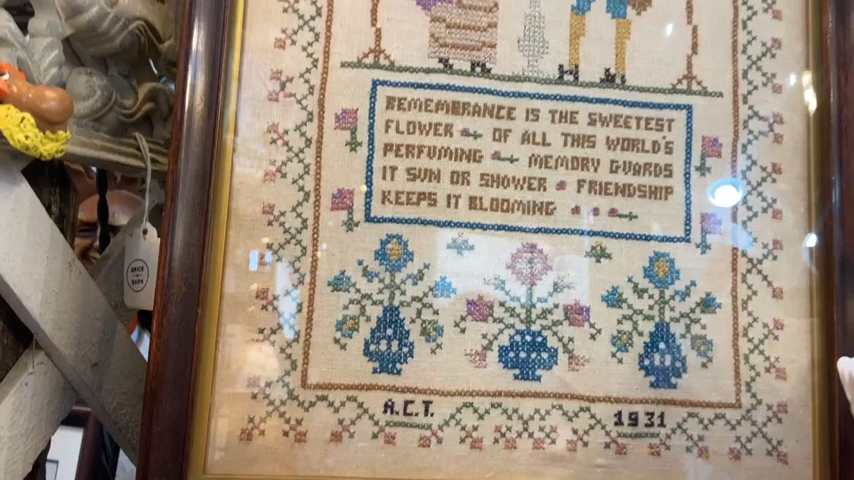 REMEMBRANCE IS THE SWEETEST
FLOWER OF ALL THIS WORLD'S
PERFUMING MEMORY GUARDS
IT SUN OR SHOWER FRIENDSHIP
KEEPS IT BLOOMING
A.C.T. 1931